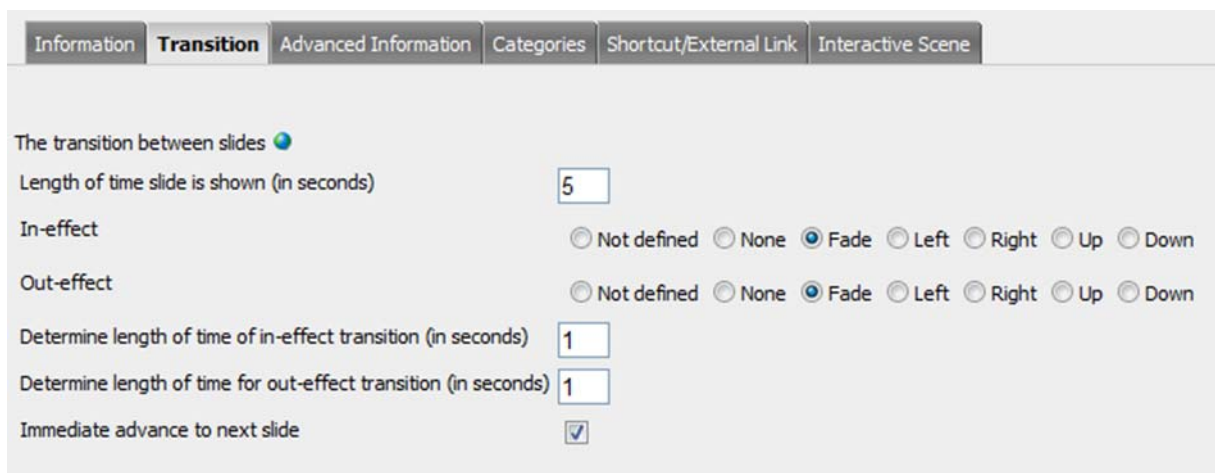 Information Transition Advanced Information Categories Shortcut/External Link Interactive Scene
The transition between slides
Length of time slide is shown (in seconds) 5
In-effect Not defined None Fade Left Right Up Down
Out-effect Not defined None Fade Left Right Up Down
Determine length of time of in-effect transition (in seconds) 1
Determine length of time for out-effect transition (in seconds) 1
Immediate advance to next slide